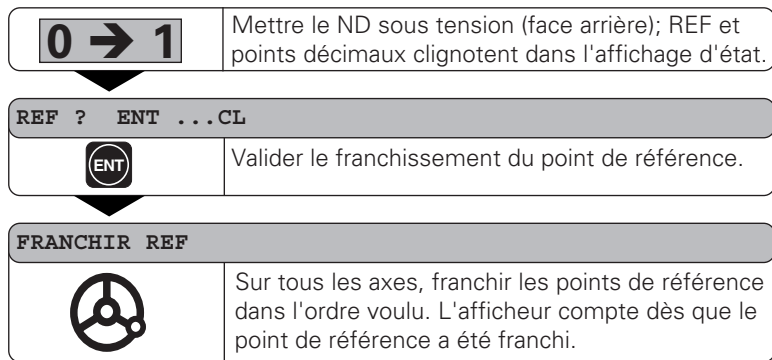 0 ➔ 1
Mettre le ND sous tension (face arrière); REF et
points décimaux clignotent dans l'affichage d'état.
REF ? ENT ...CL
ENT
Valider le franchissement du point de référence.
FRANCHIR REF
Sur tous les axes, franchir les points de référence
dans l'ordre voulu. L'afficheur compte dès que le
point de référence a été franchi.